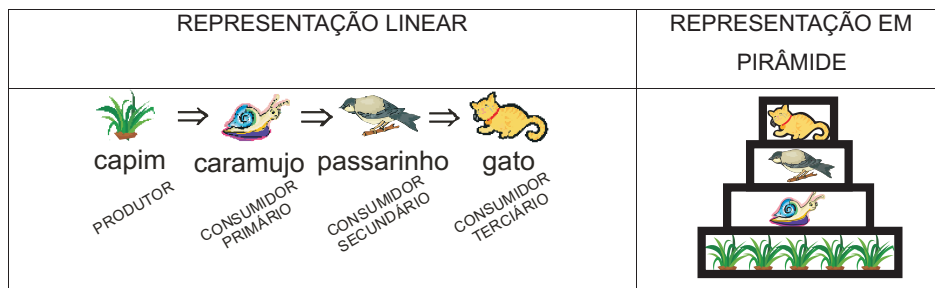 REPRESENTAÇÃO LINEAR
REPRESENTAÇÃO EM
PIRÂMIDE
capim
caramujo
passarinho
gato
PRODUTOR
CONSUMIDOR
PRIMÁRIO
CONSUMIDOR
SECUNDÁRIO
CONSUMIDOR
TERCIÁRIO